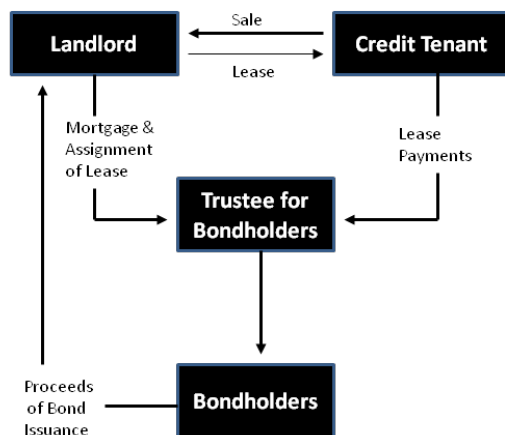 Sale
Landlord
Credit Tenant
Lease
Mortgage &
Assignment
of Lease
Lease
Payments
Trustee for
Bondholders
Proceeds
of Bond
Issuance
Bondholders